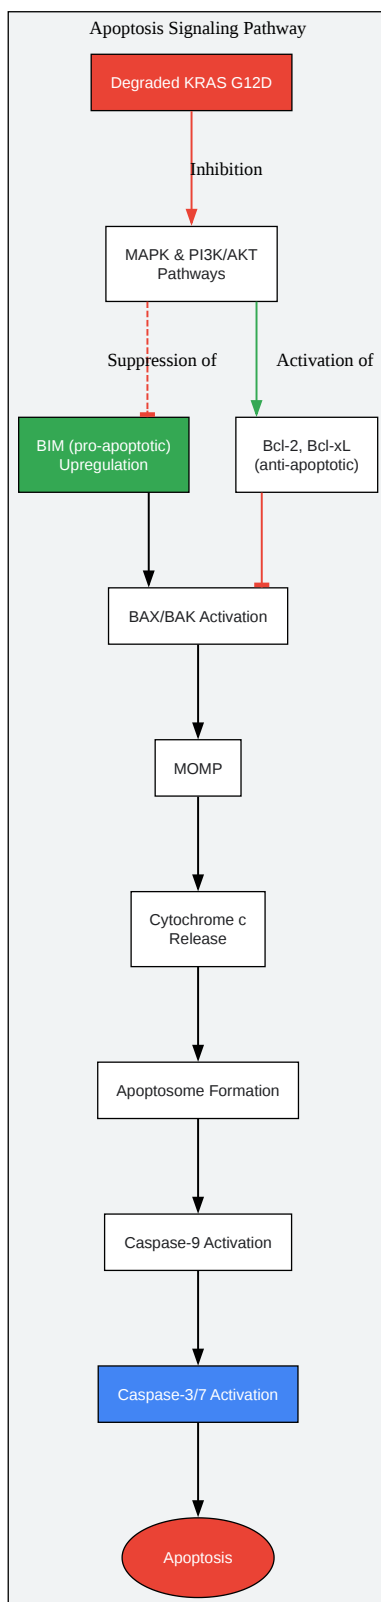 Apoptosis Signaling Pathway
Degraded KRAS G12D
Inhibition
MAPK & PI3K/AKT
Pathways
Suppression of
Activation of
BIM (pro-apoptotic)
Upregulation
Bcl-2, Bcl-xL
(anti-apoptotic)
BAX/BAK Activation
MOMP
Cytochrome c
Release
Apoptosome Formation
Caspase-9 Activation
Caspase-3/7 Activation
Apoptosis